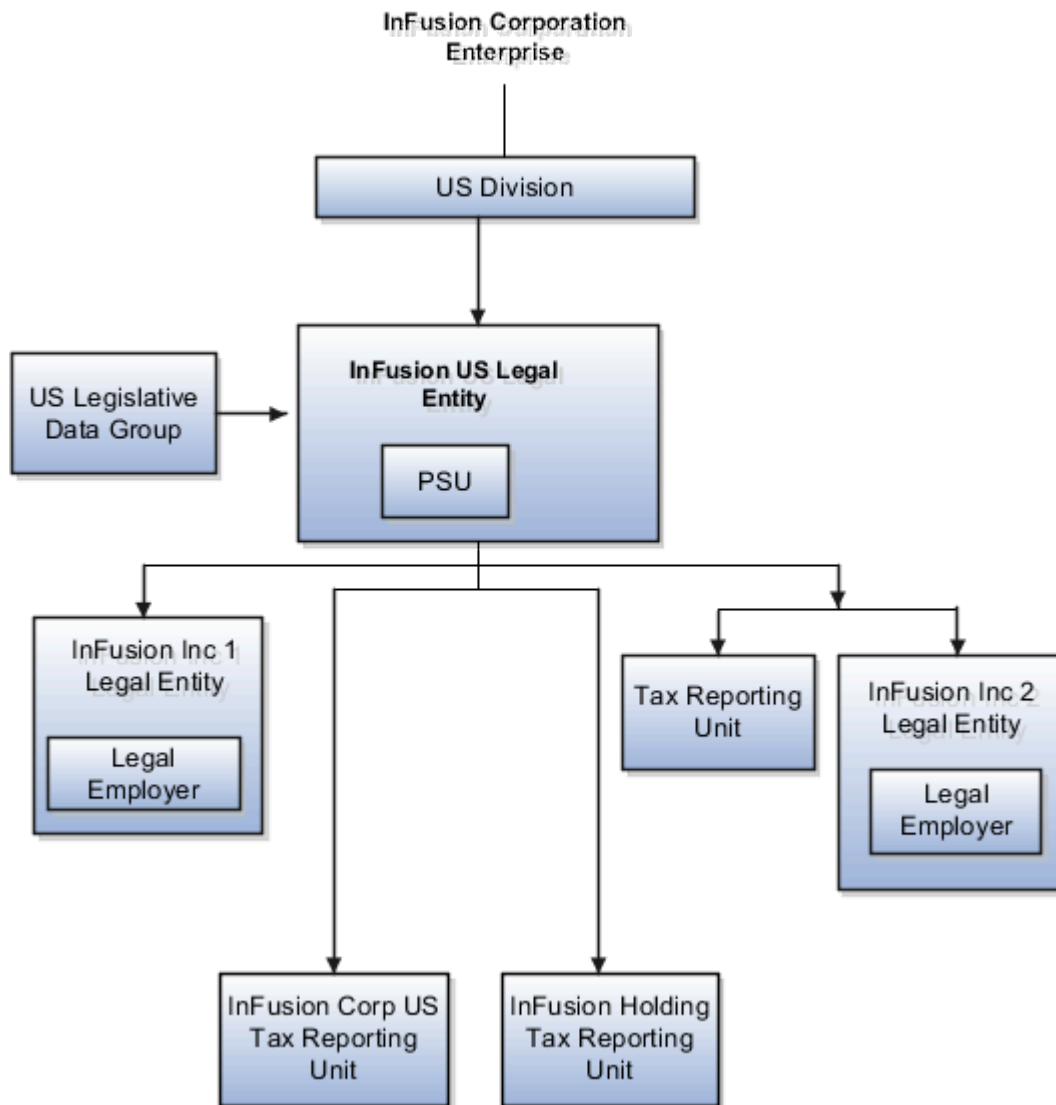 InFusion Corporation
Enterprise
US Division
InFusion US Legal
Entity
US Legislative
Data Group
PSU
InFusion Inc 1
Legal Entity
Legal
Employer
Tax Reporting
Unit
InFusion Inc 2
Legal Entity
Legal
Employer
InFusion Corp US
Tax Reporting
Unit
InFusion Holding
Tax Reporting
Unit